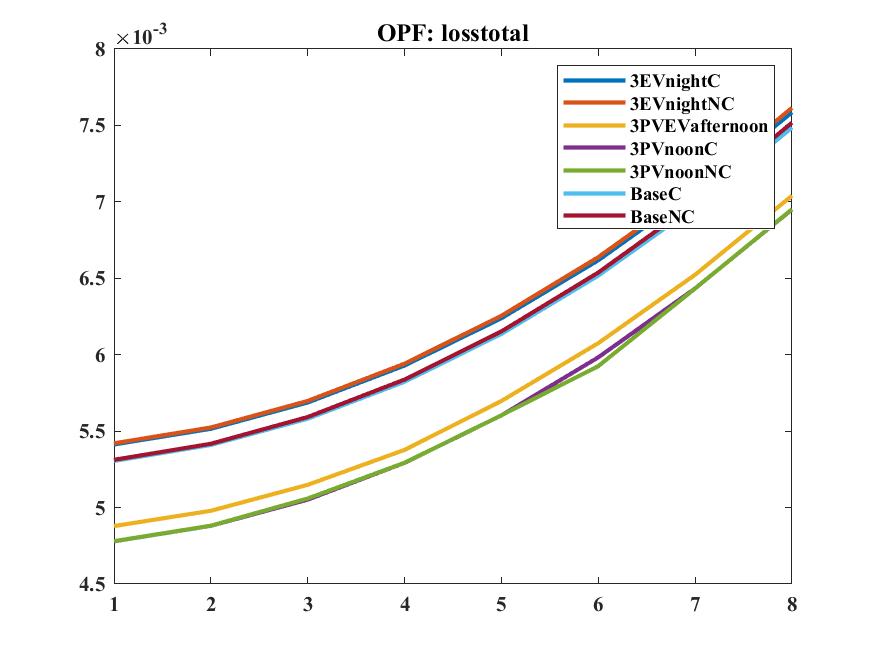 OPF: losstotal
×10-3
8
7.5
7
6.5
6
5.5
5
4.5
1 2 3 4 5 6 7 8
3EVnightC
3EVnightNC
3PVEVafternoon
3PVnoonC
3PVnoonNC
BaseC
BaseNC